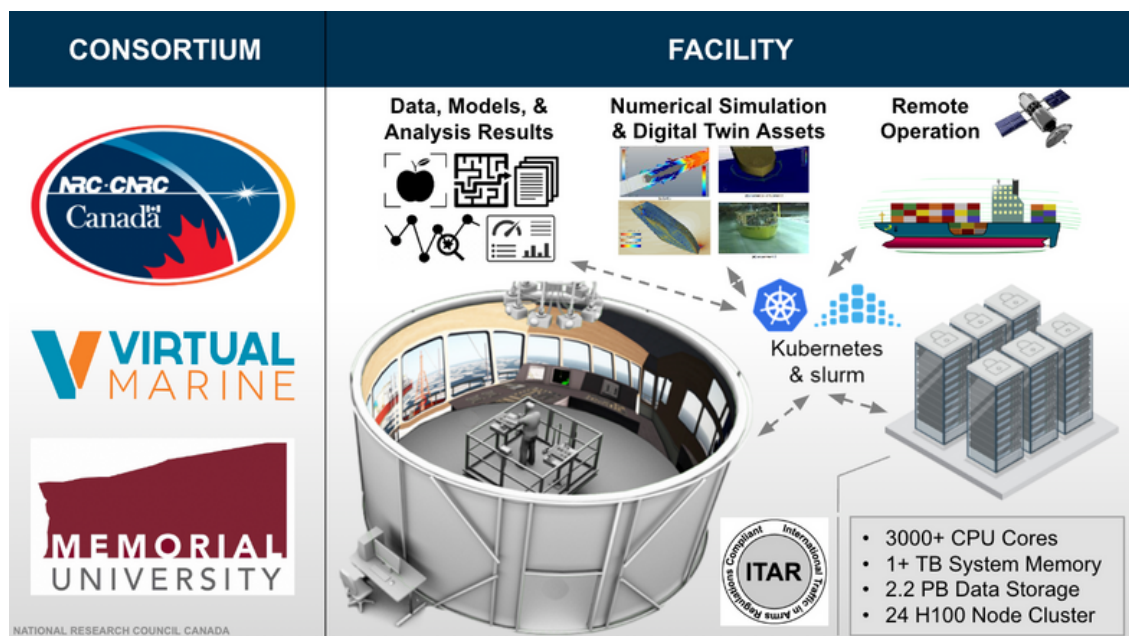 CONSORTIUM
FACILITY
NRC·CNRC
Canada
VIRTUAL
MARINE
MEMORIAL
UNIVERSITY
NATIONAL RESEARCH COUNCIL CANADA
Data, Models, &
Analysis Results
Numerical Simulation
& Digital Twin Assets
Remote
Operation
Kubernetes
& slurm
International Traffic in Arms Regulations Compliant
ITAR
• 3000+ CPU Cores
• 1+ TB System Memory
• 2.2 PB Data Storage
• 24 H100 Node Cluster